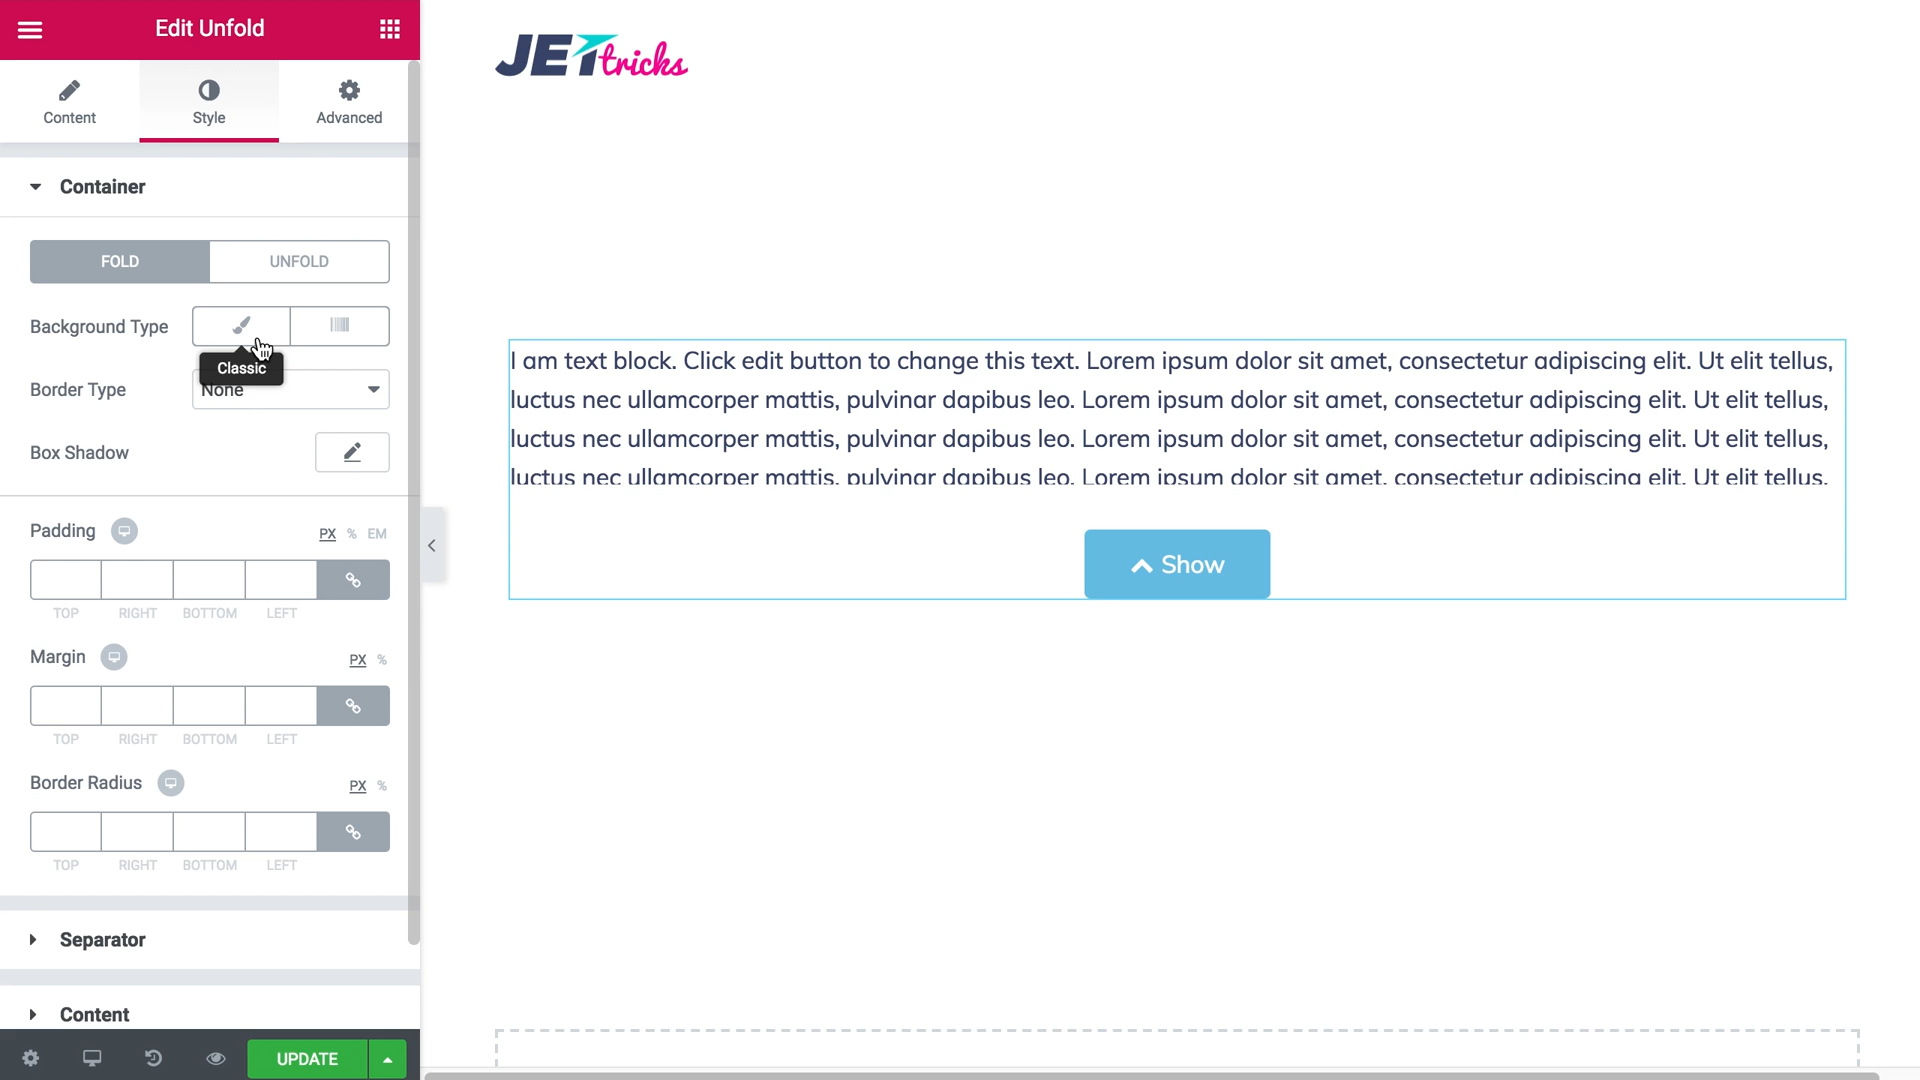 Edit Unfold
Content
Style
Advanced
Container
FOLD
UNFOLD
Background Type
Classic
Border Type
None
Box Shadow
Padding
PX % EM
TOP RIGHT BOTTOM LEFT
Margin
PX %
TOP RIGHT BOTTOM LEFT
Border Radius
PX %
TOP RIGHT BOTTOM LEFT
Separator
Content
UPDATE
JETtricks
I am text block. Click edit button to change this text. Lorem ipsum dolor sit amet, consectetur adipiscing elit. Ut elit tellus,
luctus nec ullamcorper mattis, pulvinar dapibus leo. Lorem ipsum dolor sit amet, consectetur adipiscing elit. Ut elit tellus,
luctus nec ullamcorper mattis, pulvinar dapibus leo. Lorem ipsum dolor sit amet, consectetur adipiscing elit. Ut elit tellus,
luctus nec ullamcorper mattis, pulvinar dapibus leo. Lorem ipsum dolor sit amet, consectetur adipiscing elit. Ut elit tellus,
Show